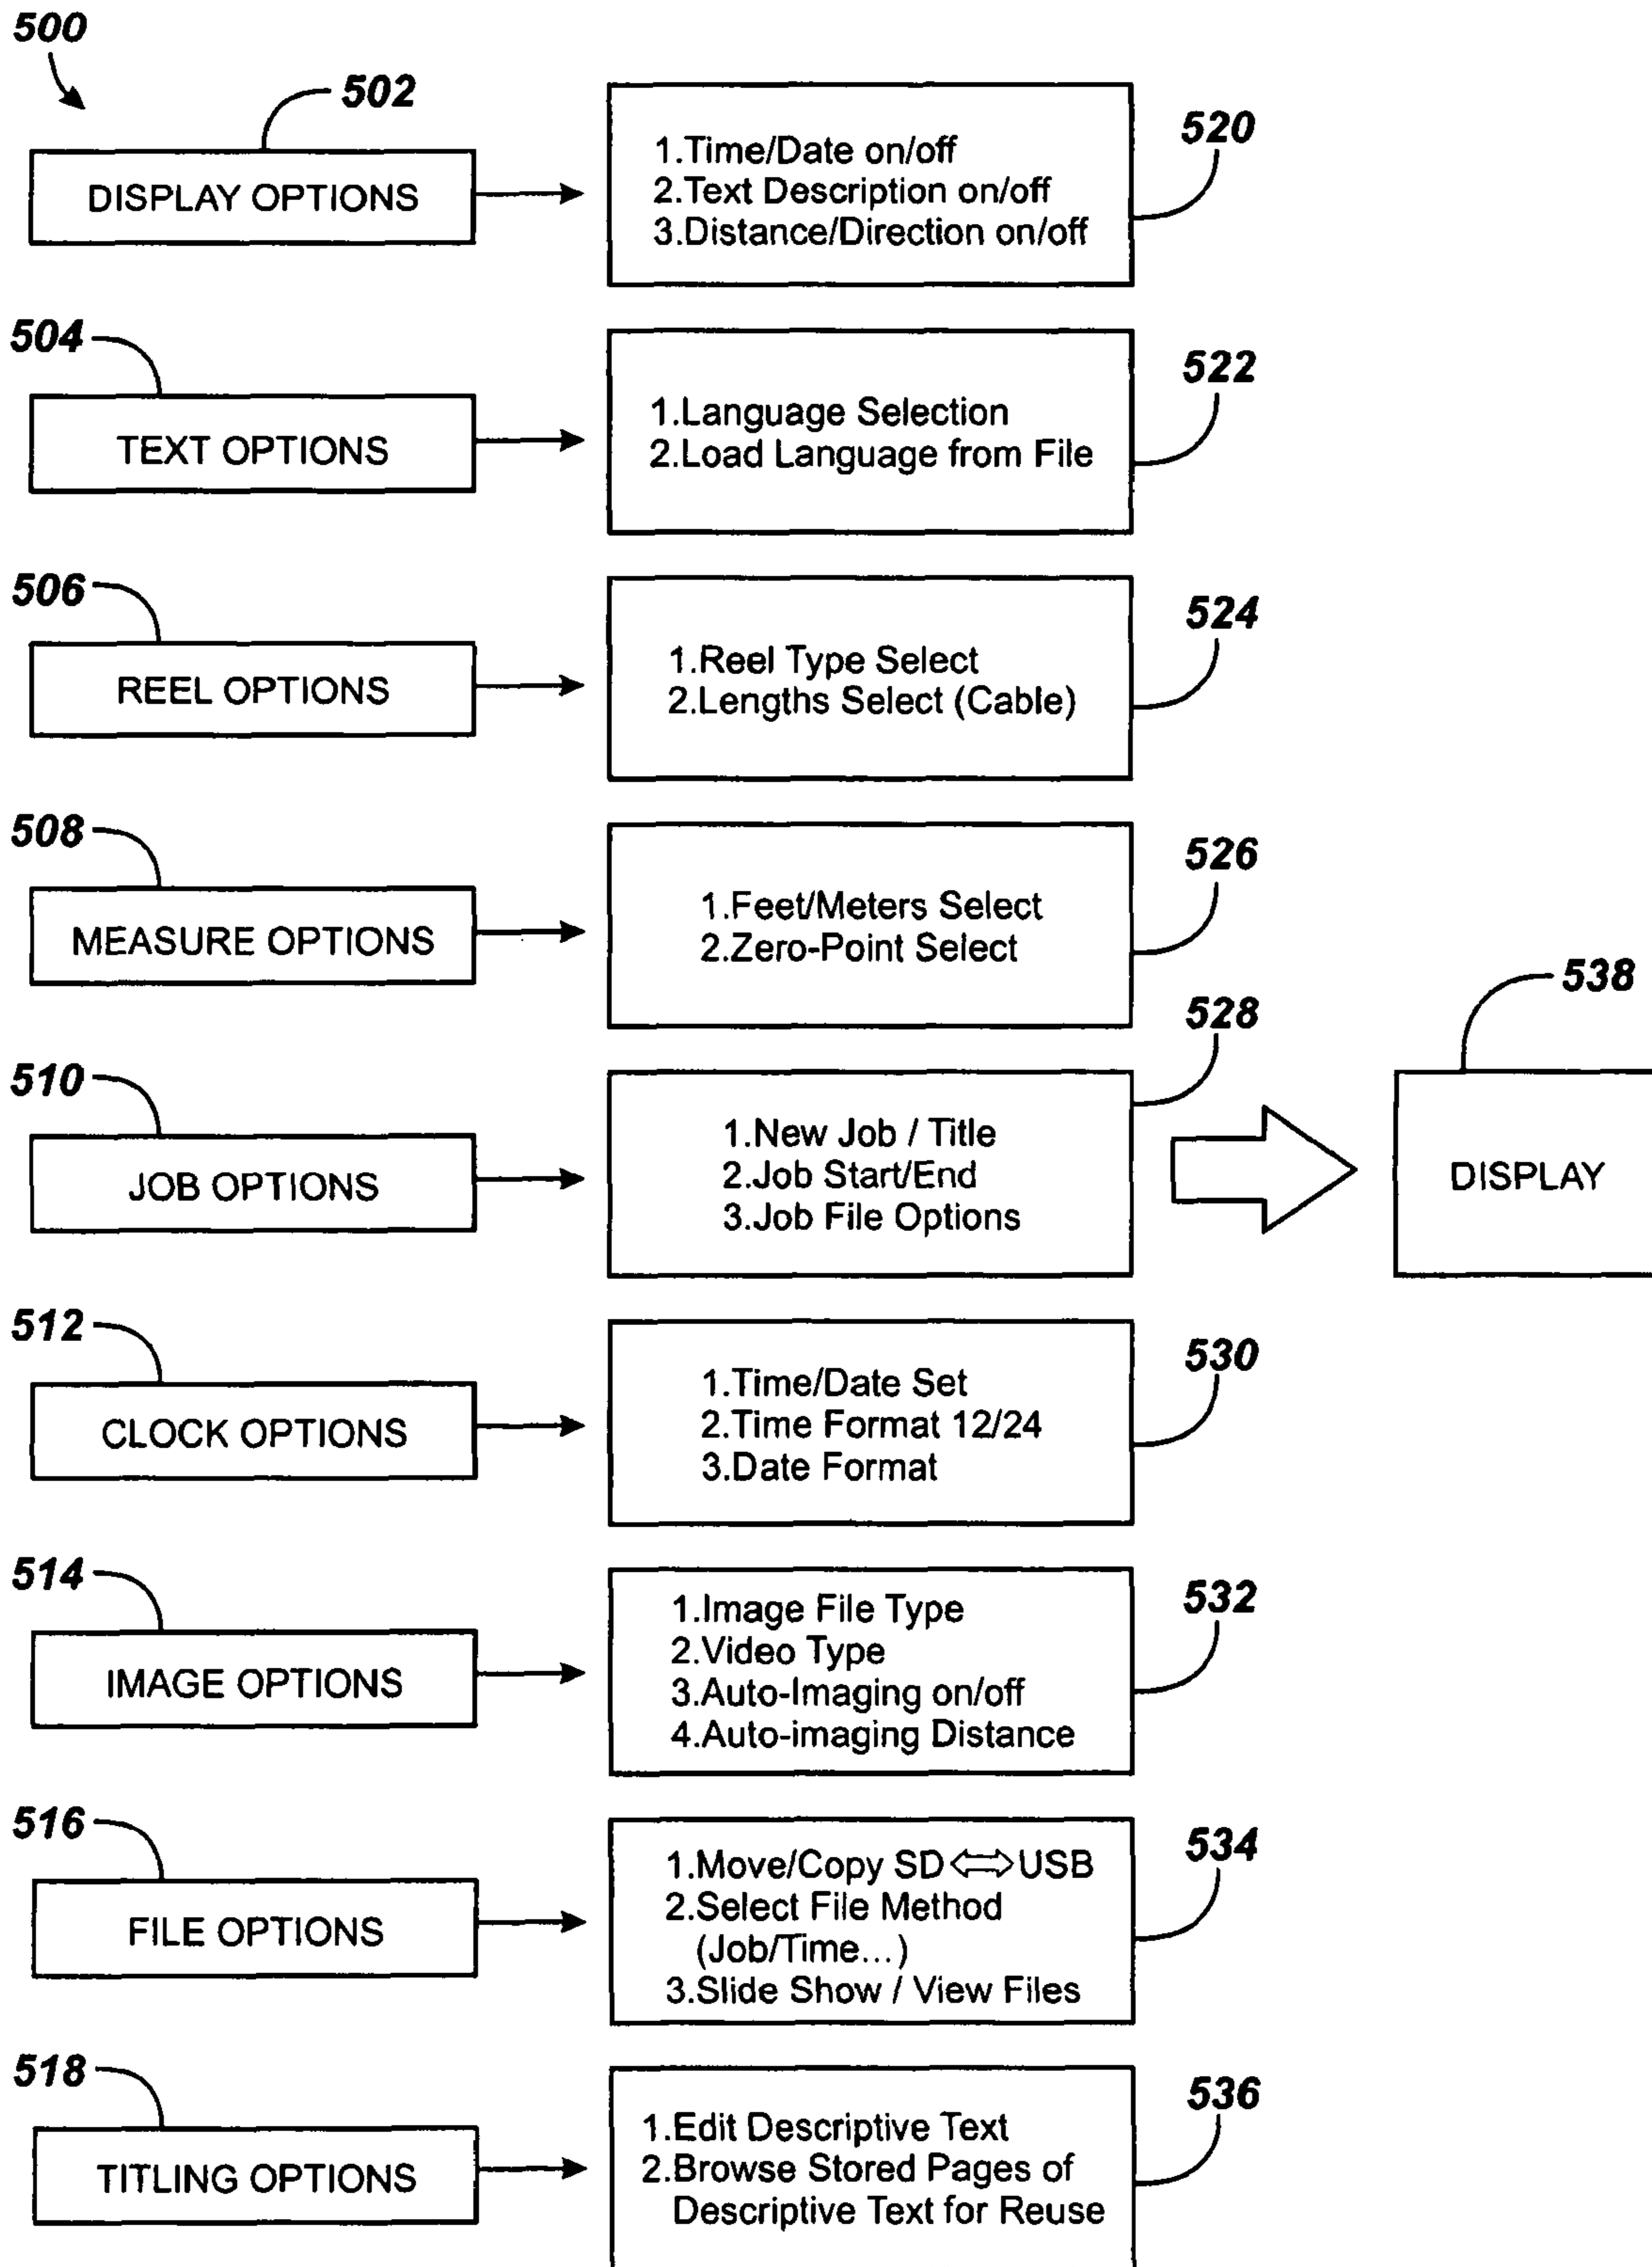 500
502
DISPLAY OPTIONS
1.Time/Date on/off
2.Text Description on/off
3.Distance/Direction on/off
520
504
TEXT OPTIONS
1.Language Selection
2.Load Language from File
522
506
REEL OPTIONS
1.Reel Type Select
2.Lengths Select (Cable)
524
508
MEASURE OPTIONS
1.Feet/Meters Select
2.Zero-Point Select
526
510
JOB OPTIONS
1.New Job / Title
2.Job Start/End
3.Job File Options
528
538
DISPLAY
512
CLOCK OPTIONS
1.Time/Date Set
2.Time Format 12/24
3.Date Format
530
514
IMAGE OPTIONS
1.Image File Type
2.Video Type
3.Auto-Imaging on/off
4.Auto-imaging Distance
532
516
FILE OPTIONS
1.Move/Copy SD⇔USB
2.Select File Method
(Job/Time...)
3.Slide Show / View Files
534
518
TITLING OPTIONS
1.Edit Descriptive Text
2.Browse Stored Pages of
Descriptive Text for Reuse
536